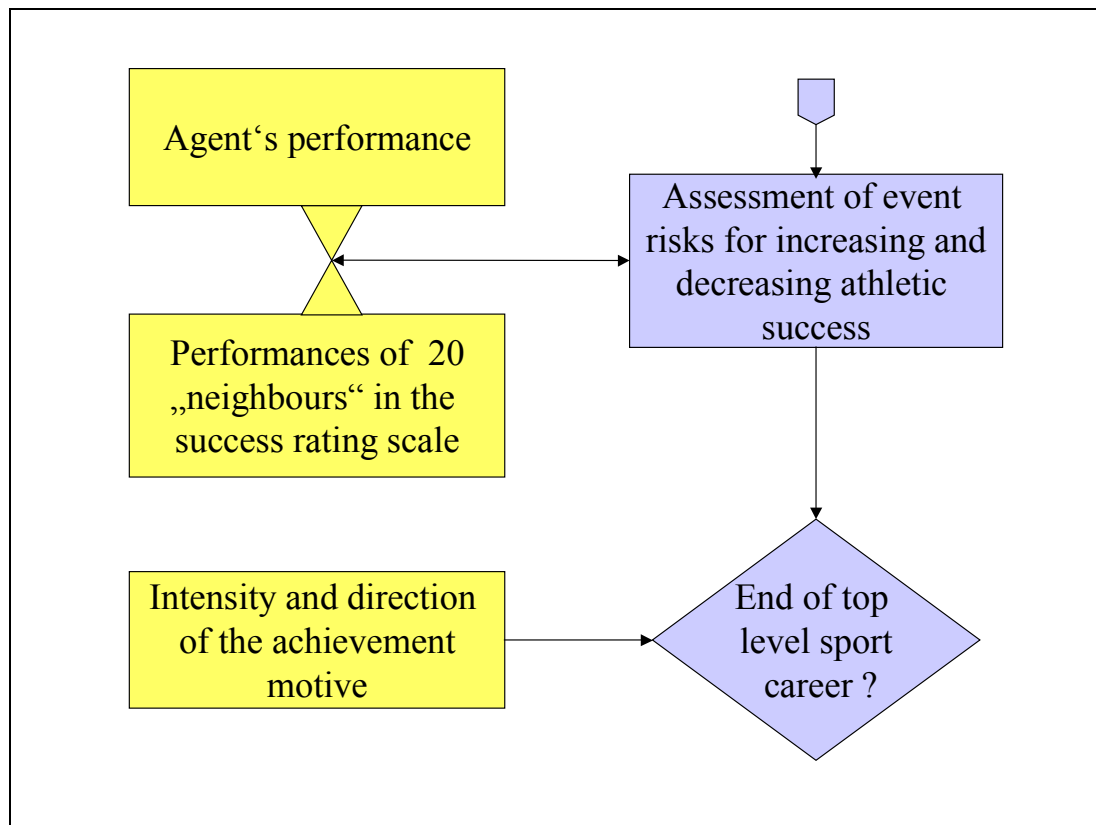 Agent‘s performance
Assessment of event
risks for increasing and
decreasing athletic
success
Performances of 20
„neighbours“ in the
success rating scale
Intensity and direction
of the achievement
motive
End of top
level sport
career ?